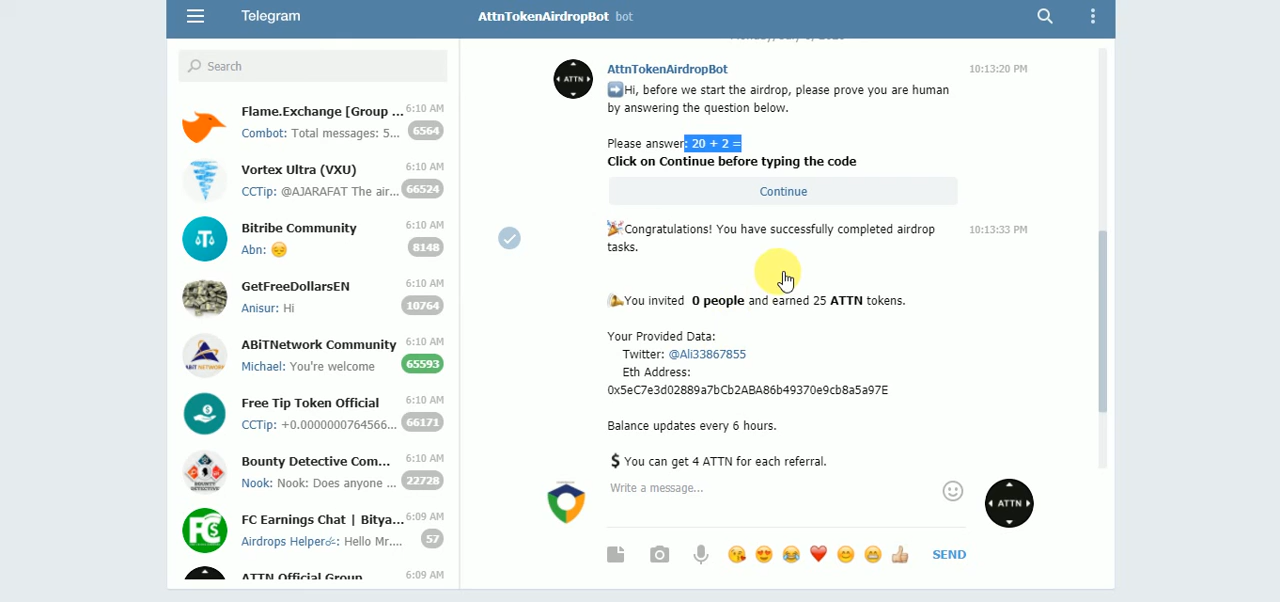 Telegram
AttnTokenAirdropBot bot
Search
Flame.Exchange [Group ... 6:10 AM
Combot: Total messages: 5... 6564
Vortex Ultra (VXU) 6:10 AM
CCTip: @AJARAFAT The air... 66524
Bitribe Community 6:10 AM
Abn: 😔 8148
GetFreeDollarsEN 6:10 AM
Anisur: Hi 10764
ABiTNetwork Community 6:10 AM
Michael: You're welcome 65593
Free Tip Token Official 6:10 AM
CCTip: +0.0000000764566... 66171
Bounty Detective Com... 6:10 AM
Nook: Nook: Does anyone ... 22728
FC Earnings Chat | Bitya... 6:09 AM
Airdrops Helper: Hello Mr.... 57
ATTN Official Group 6:09 AM
AttnTokenAirdropBot 10:13:20 PM
➡Hi, before we start the airdrop, please prove you are human
by answering the question below.
Please answer: 20 + 2 =
Click on Continue before typing the code
Continue
🎉Congratulations! You have successfully completed airdrop 10:13:33 PM
tasks.
You invited 0 people and earned 25 ATTN tokens.
Your Provided Data:
Twitter: @Ali33867855
Eth Address:
0x5eC7e3d02889a7bCb2ABA86b49370e9cb8a5a97E
Balance updates every 6 hours.
💲You can get 4 ATTN for each referral.
Write a message...
SEND
ATTN
ATTN